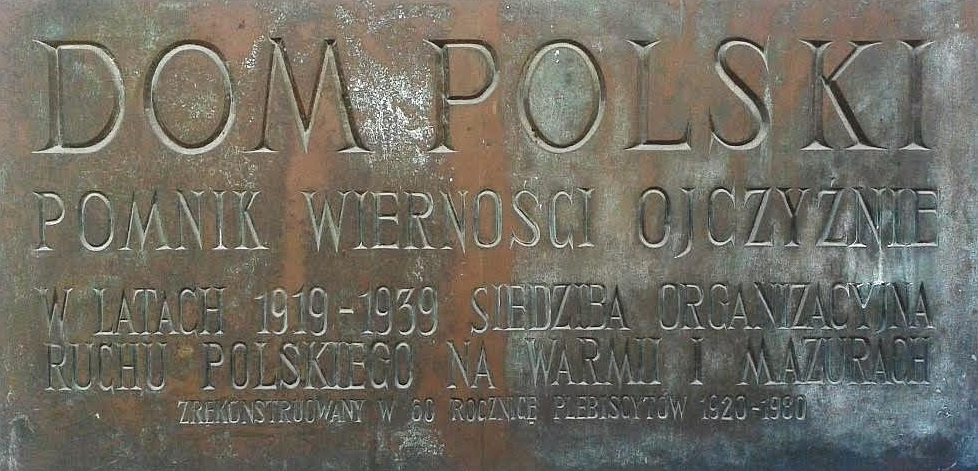 DOM POLSKI
POMNIK WIERNOŚCI OJCZYŹNIE
W LATACH 1919-1939 SIEDZIBA ORGANIZACYJNA
RUCHU POLSKIEGO NA WARMII I MAZURACH
ZREKONSTRUOWANY W 60 ROCZNICĘ PLEBISCYTÓW 1920-1980